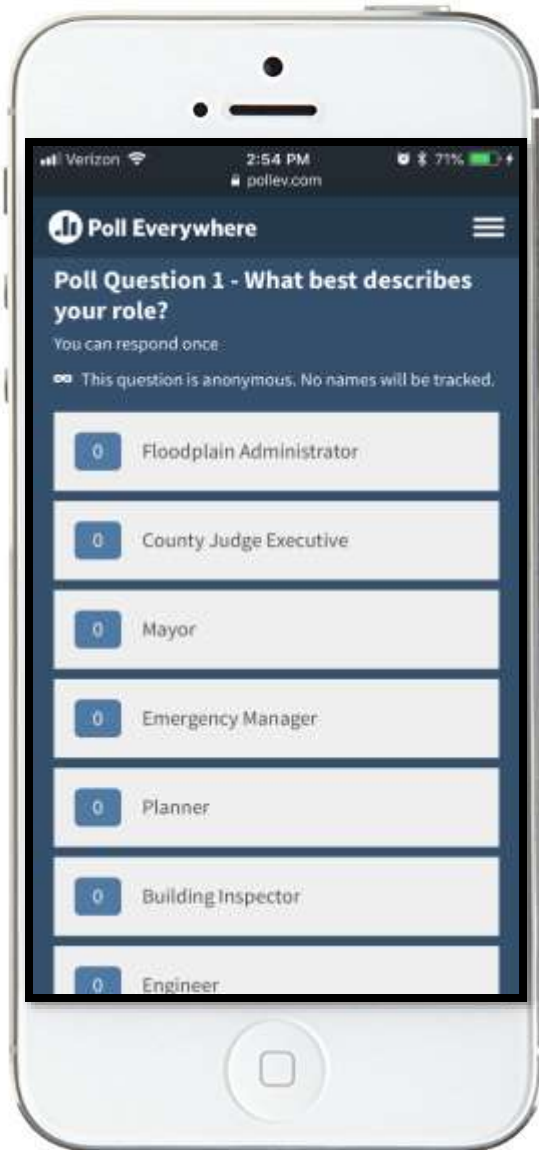 Verizon 2:54 PM 71%
pollev.com
Poll Everywhere
Poll Question 1 - What best describes
your role?
You can respond once
This question is anonymous. No names will be tracked.
0 Floodplain Administrator
0 County Judge Executive
0 Mayor
0 Emergency Manager
0 Planner
0 Building Inspector
0 Engineer